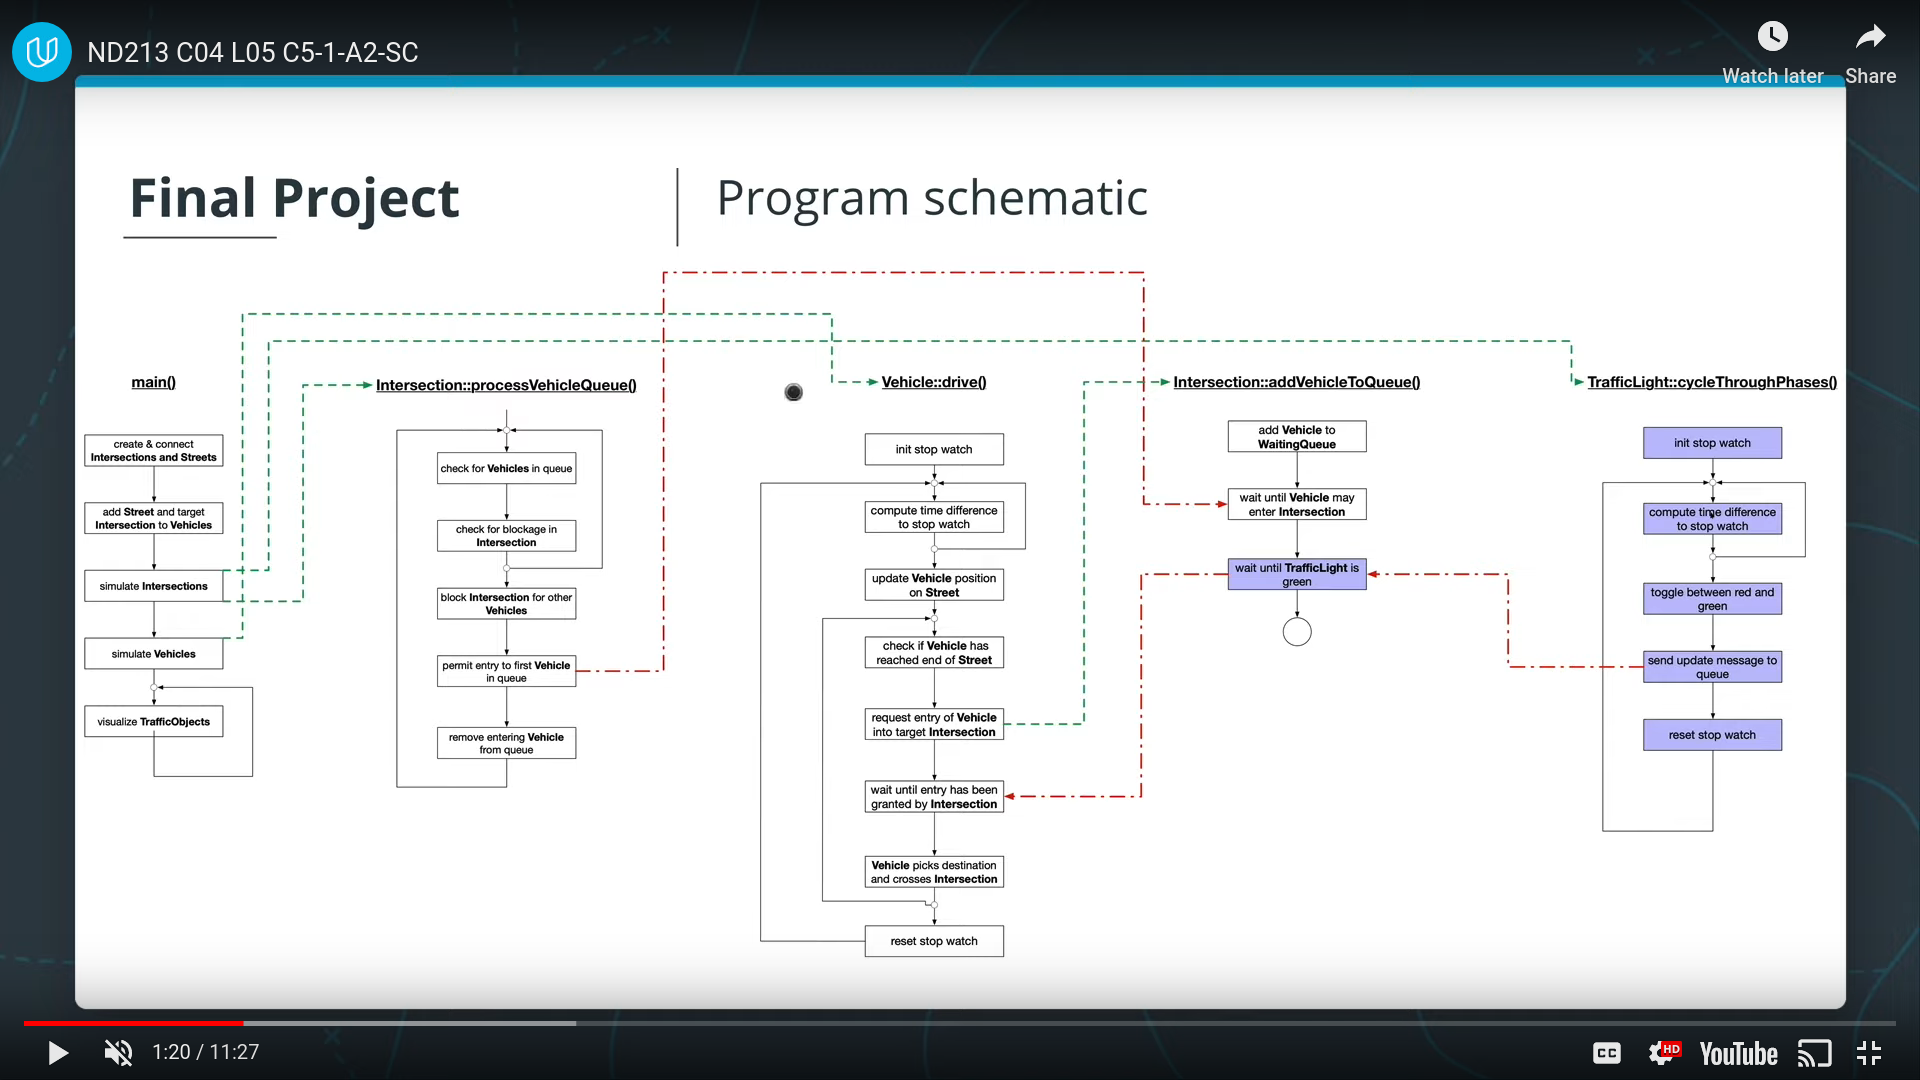 ND213 C04 L05 C5-1-A2-SC
Watch later
Share
Final Project
Program schematic
main()
create & connect
Intersections and Streets
add Street and target
Intersection to Vehicles
simulate Intersections
simulate Vehicles
visualize TrafficObjects
Intersection::processVehicleQueue()
check for Vehicles in queue
check for blockage in
Intersection
block Intersection for other
Vehicles
permit entry to first Vehicle
in queue
remove entering Vehicle
from queue
Vehicle::drive()
init stop watch
compute time difference
to stop watch
update Vehicle position
on Street
check if Vehicle has
reached end of Street
request entry of Vehicle
into target Intersection
wait until entry has been
granted by Intersection
Vehicle picks destination
and crosses Intersection
reset stop watch
Intersection::addVehicleToQueue()
add Vehicle to
WaitingQueue
wait until Vehicle may
enter Intersection
wait until TrafficLight is
green
TrafficLight::cycleThroughPhases()
init stop watch
compute time difference
to stop watch
toggle between red and
green
send update message to
queue
reset stop watch
1:20 / 11:27
CC
HD
YouTube